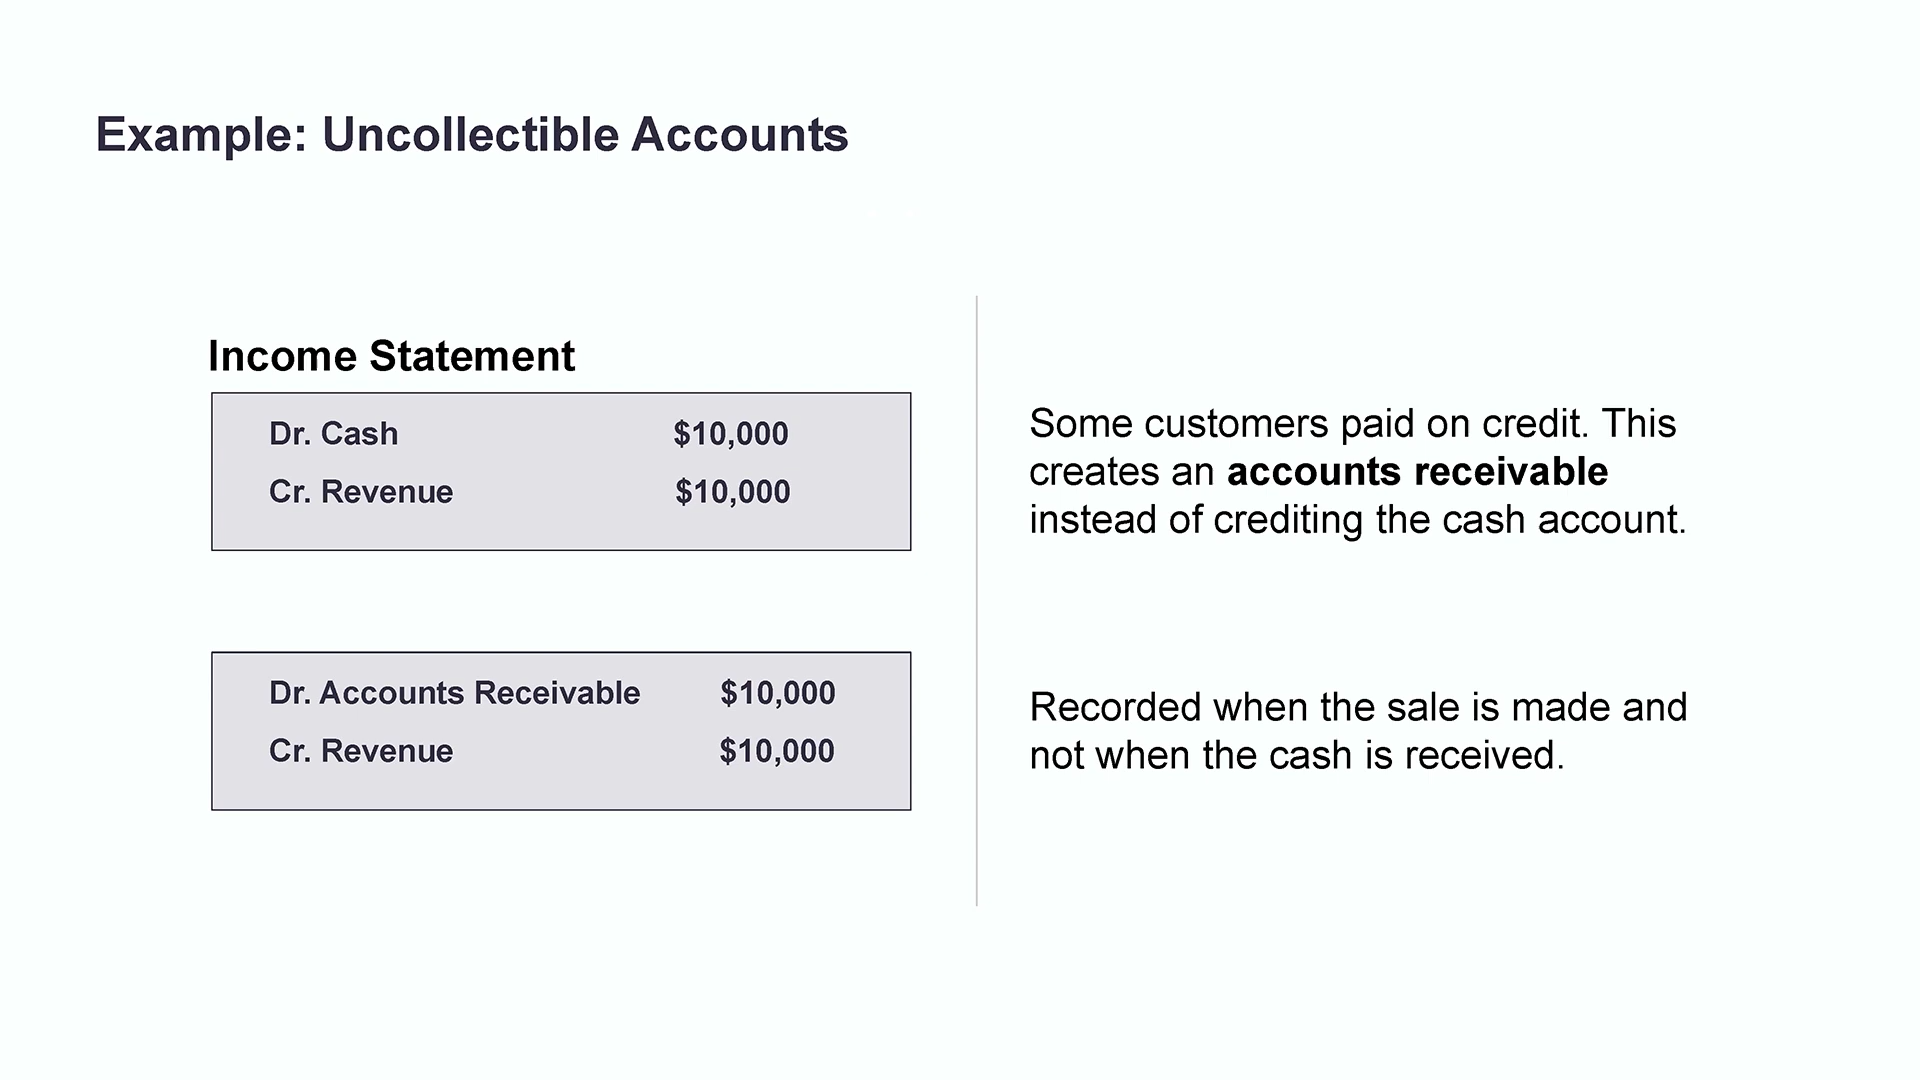 Example: Uncollectible Accounts
Income Statement
Dr. Cash $10,000
Cr. Revenue $10,000
Some customers paid on credit. This
creates an accounts receivable
instead of crediting the cash account.
Dr. Accounts Receivable $10,000
Cr. Revenue $10,000
Recorded when the sale is made and
not when the cash is received.